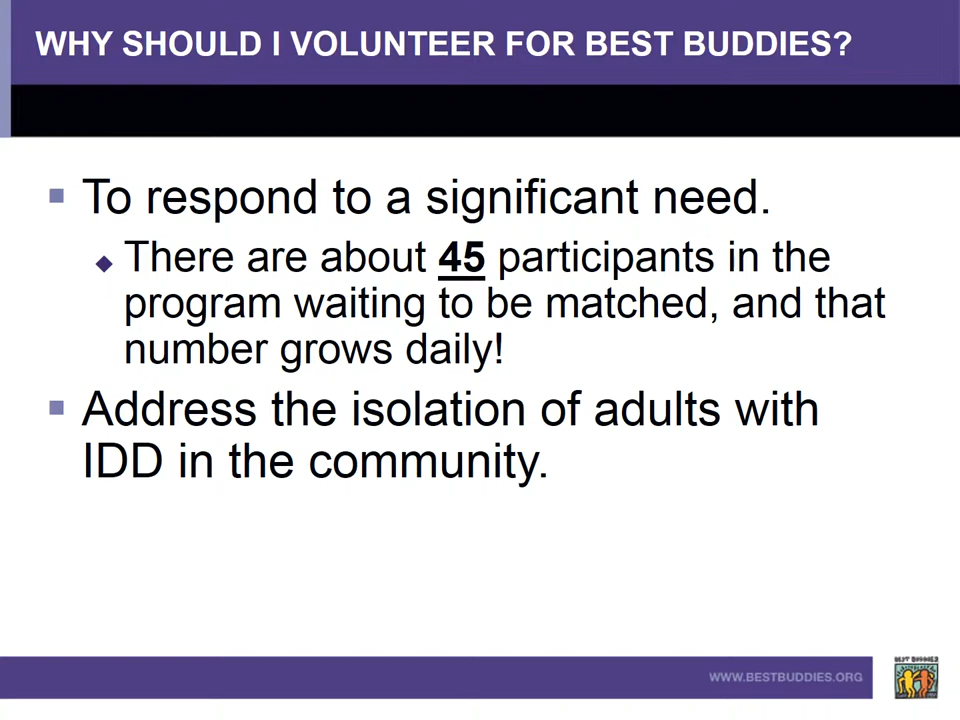 WHY SHOULD I VOLUNTEER FOR BEST BUDDIES?
To respond to a significant need.
There are about 45 participants in the
program waiting to be matched, and that
number grows daily!
Address the isolation of adults with
IDD in the community.
WWW.BESTBUDDIES.ORG
BEST BUDDIES